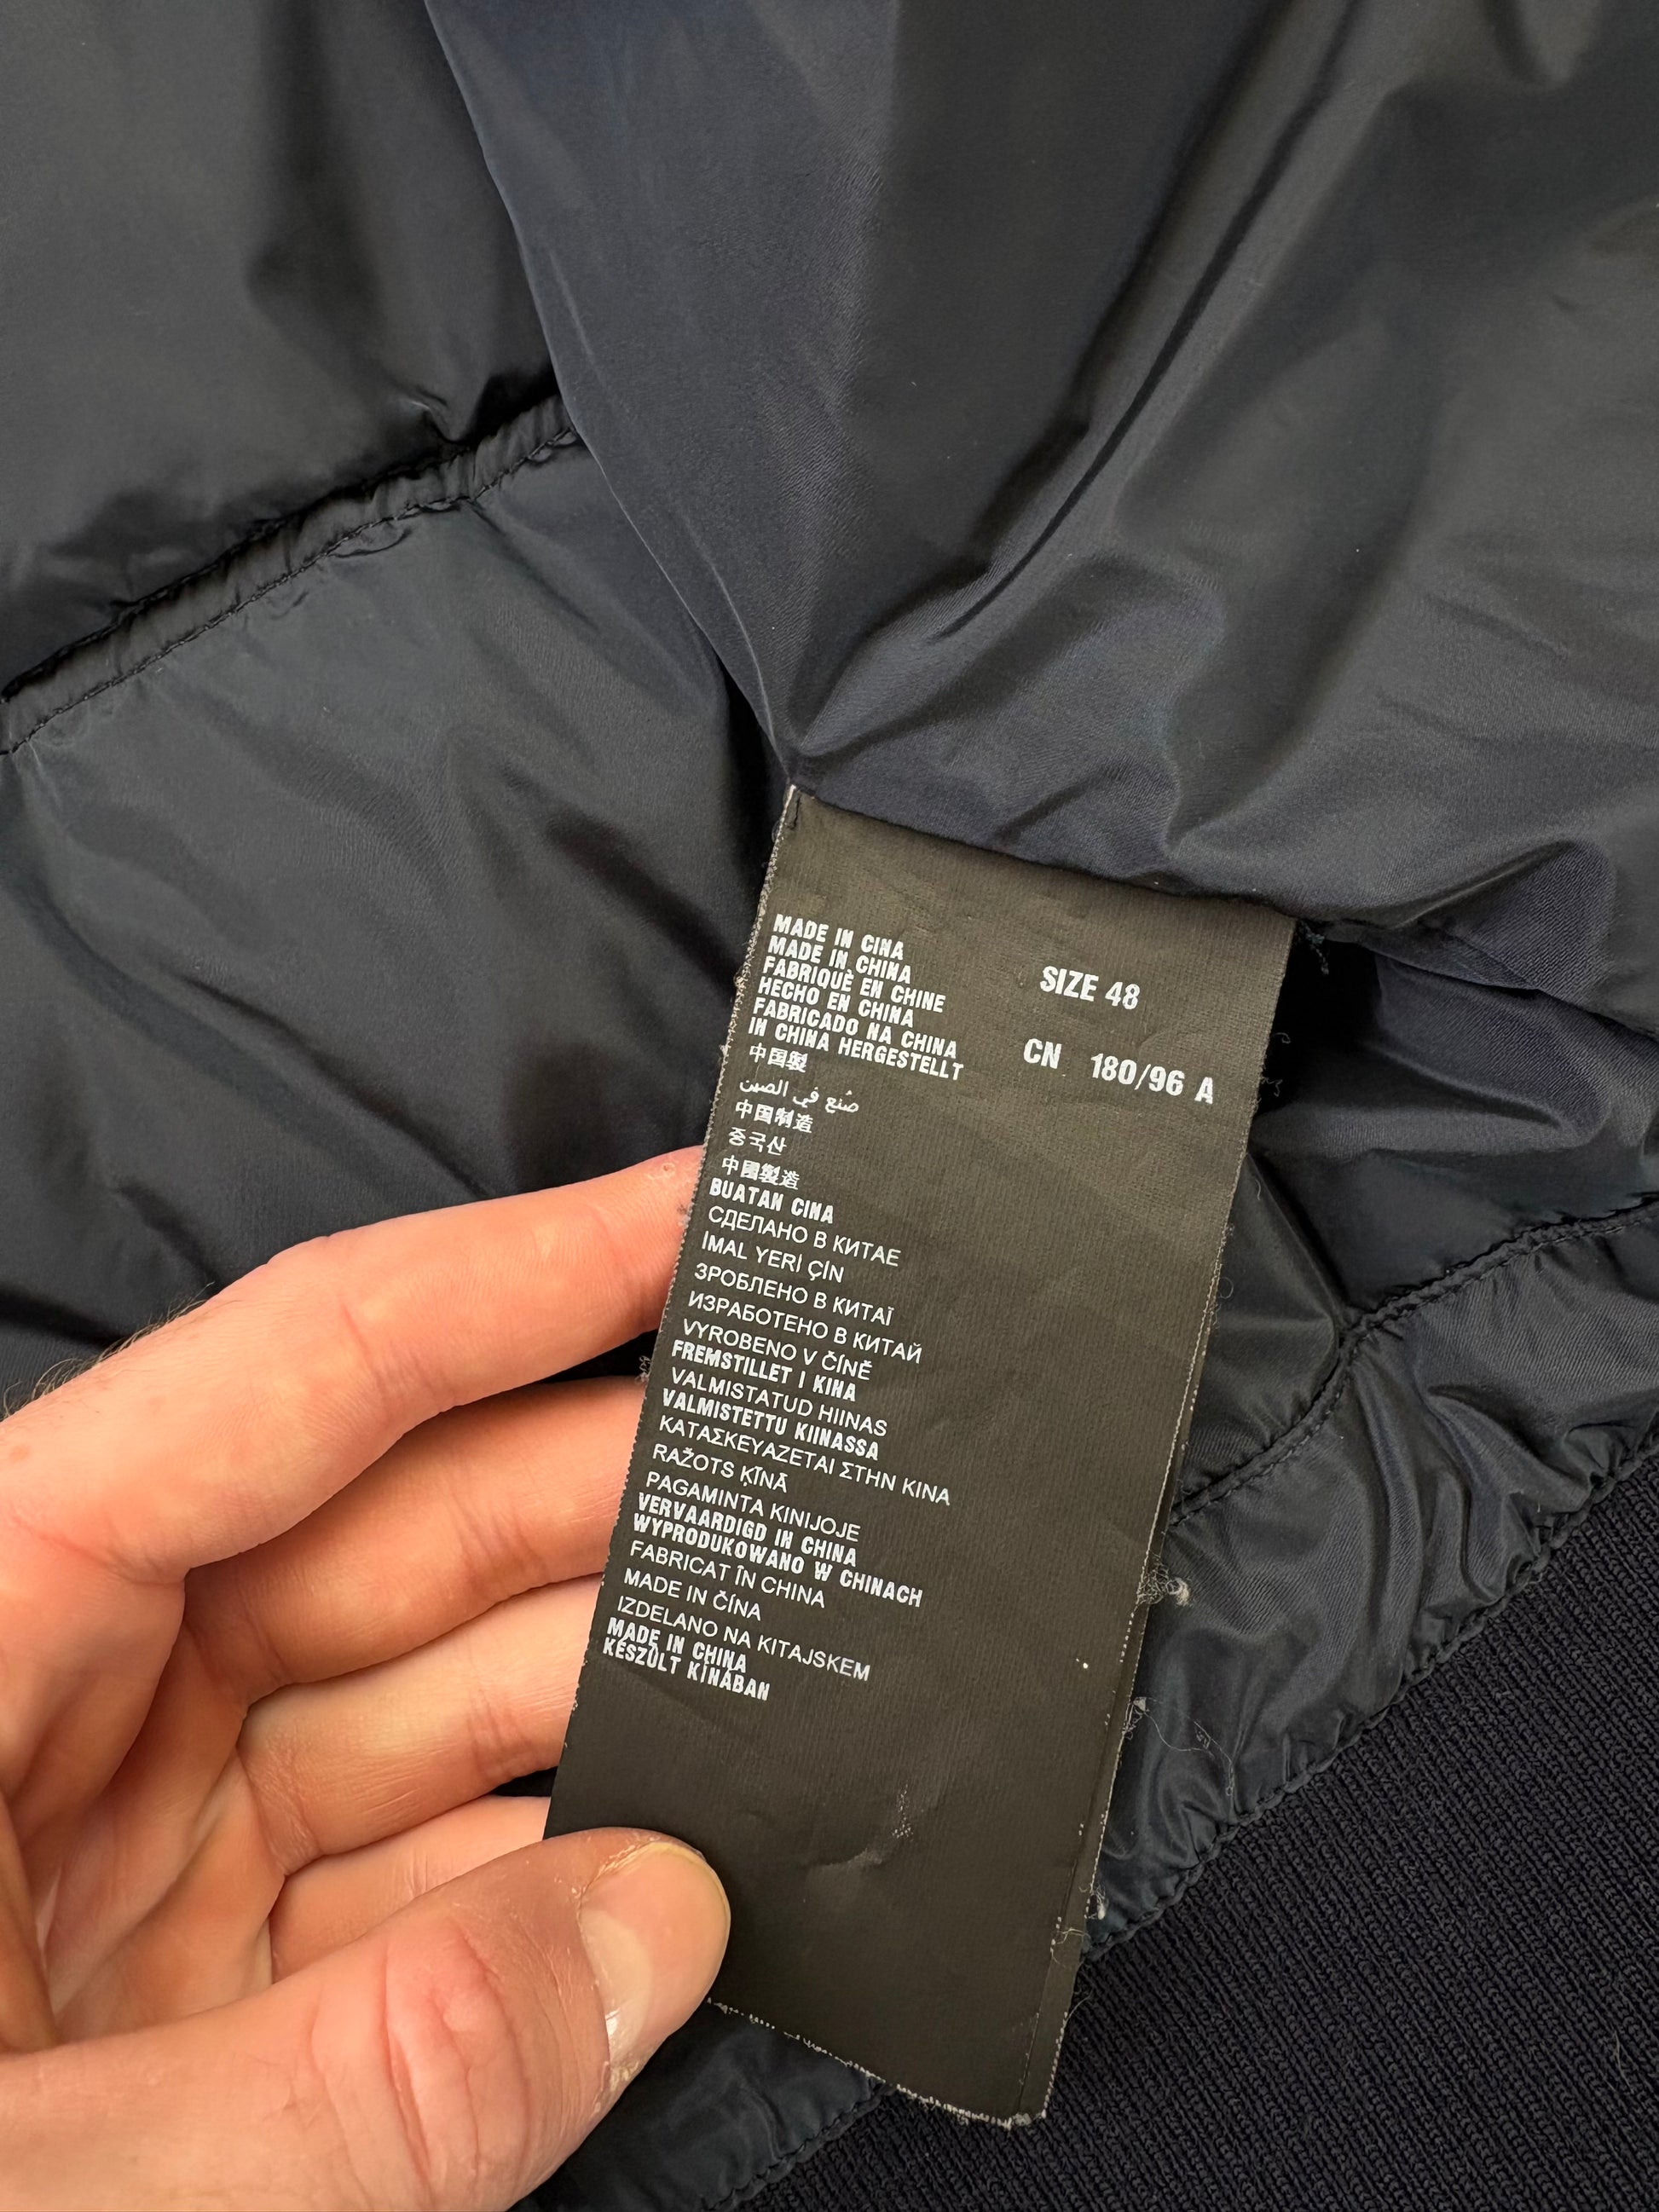 MADE IN CINA
MADE IN CHINA
FABRIQUÈ EN CHINE
HECHO EN CHINA
FABRICADO NA CHINA
IN CHINA HERGESTELLT
中国製
صُنع في الصين
中国制造
중국산
中國製造
BUATAN CINA
СДЕЛАНО В КИТАЕ
İMAL YERİ ÇİN
ЗРОБЛЕНО В КИТАЇ
ИЗРАБОТЕНО В КИТАЙ
VYROBENO V ČÍNĚ
FREMSTILLET I KINA
VALMISTATUD HIINAS
VALMISTETTU KIINASSA
ΚΑΤΑΣΚΕΥΑΖΕΤΑΙ ΣΤΗΝ ΚΙΝΑ
RAŽOTS ĶĪNĀ
PAGAMINTA KINIJOJE
VERVAARDIGD IN CHINA
WYPRODUKOWANO W CHINACH
FABRICAT ÎN CHINA
MADE IN ČÍNA
IZDELANO NA KITAJSKEM
MADE IN CHINA
KÉSZÜLT KÍNÁBAN
SIZE 48
CN 180/96 A